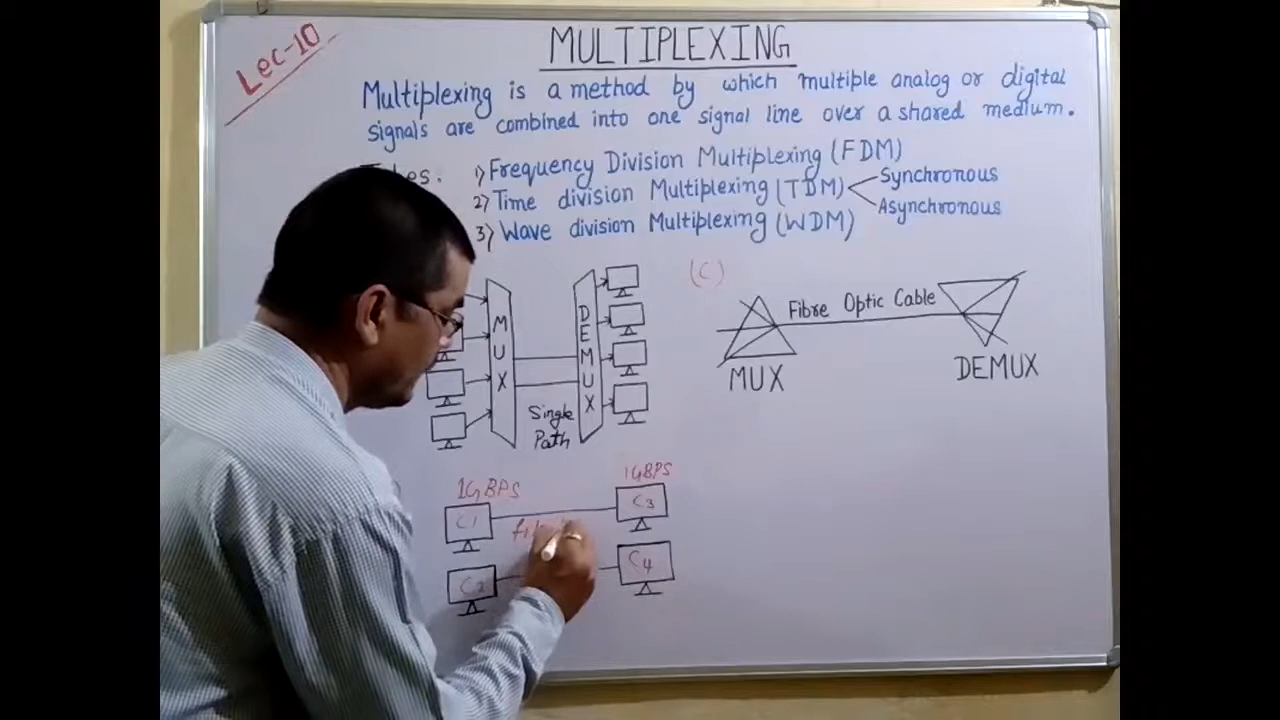 Lec-10
MULTIPLEXING
Multiplexing is a method by which multiple analog or digital
signals are combined into one signal line over a shared medium.
1) Frequency Division Multiplexing (FDM)
2) Time division Multiplexing (TDM)
Synchronous
Asynchronous
3) Wave division Multiplexing (WDM)
MUX
DEMUX
Single
Path
(C)
Fibre Optic Cable
MUX
DEMUX
1GBPS
1GBPS
C1
C3
C2
C4